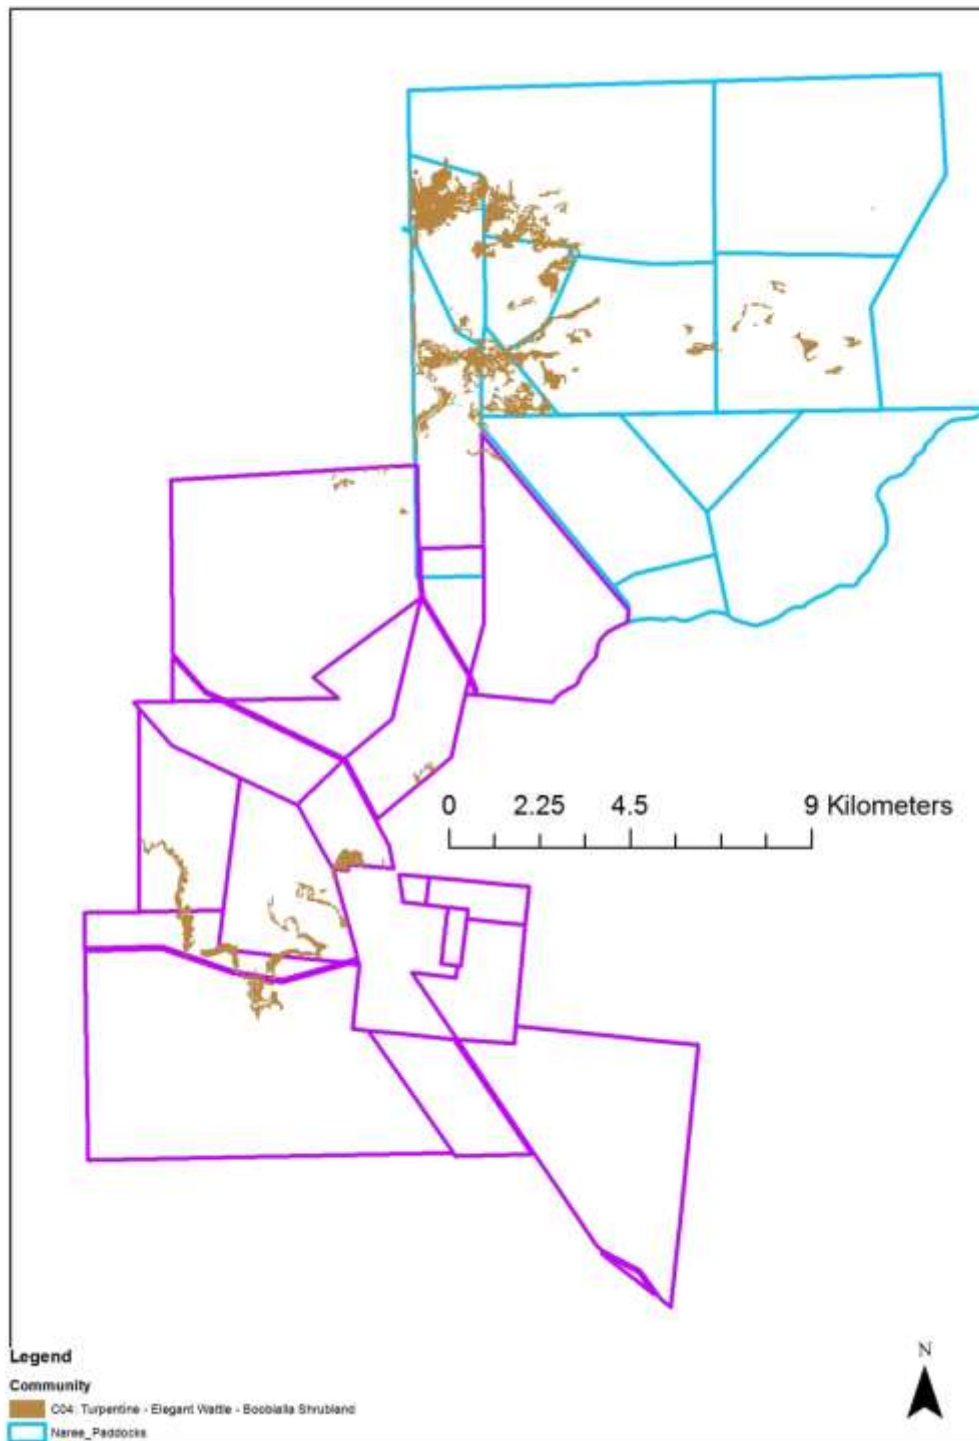 0 2.25 4.5 9 Kilometers
Legend
N
Community
C04: Turpentine - Elegant Wattle - Boobialla Shrubland
Naree_Paddocks